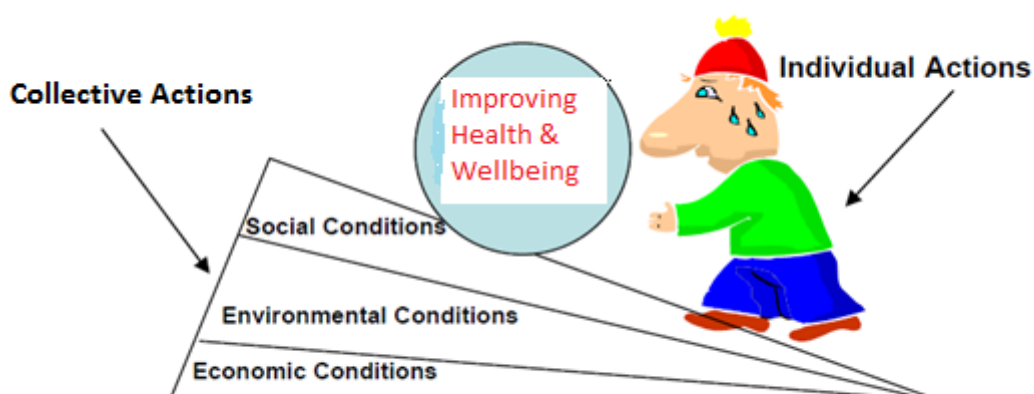 Collective Actions
Improving
Health &
Wellbeing
Individual Actions
Social Conditions
Environmental Conditions
Economic Conditions